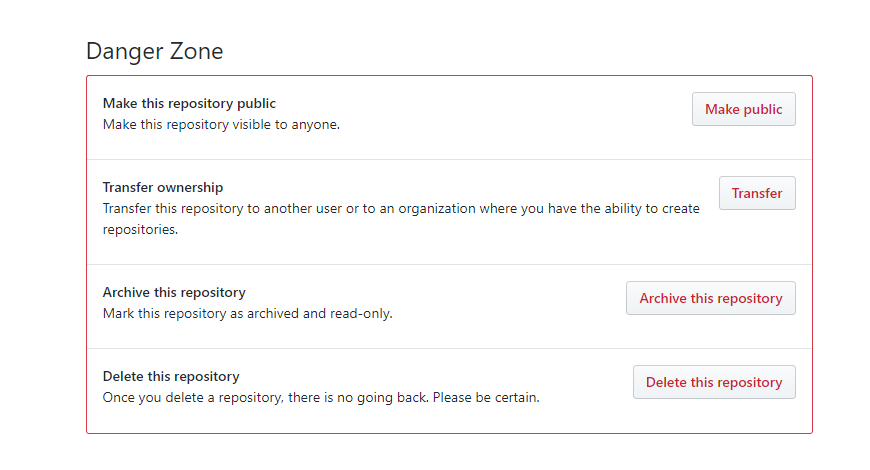 Danger Zone
Make this repository public
Make this repository visible to anyone.
Make public
Transfer ownership
Transfer this repository to another user or to an organization where you have the ability to create
repositories.
Transfer
Archive this repository
Mark this repository as archived and read-only.
Archive this repository
Delete this repository
Once you delete a repository, there is no going back. Please be certain.
Delete this repository